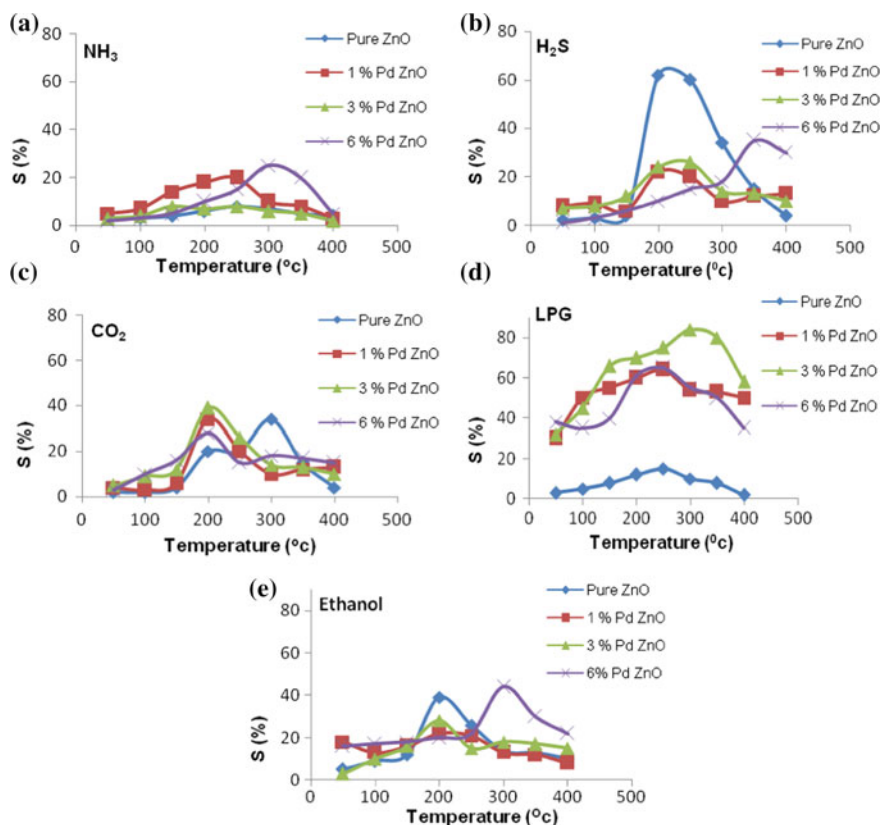 (a)
NH3
Pure ZnO
1 % Pd ZnO
3 % Pd ZnO
6 % Pd ZnO
S (%)
80
60
40
20
0
0 100 200 300 400 500
Temperature (°c)
(b)
H2S
Pure ZnO
1 % Pd ZnO
3 % Pd ZnO
6 % Pd ZnO
S (%)
80
60
40
20
0
0 100 200 300 400 500
Temperature (⁰c)
(c)
CO2
Pure ZnO
1 % Pd ZnO
3 % Pd ZnO
6 % Pd ZnO
S (%)
80
60
40
20
0
0 100 200 300 400 500
Temperature (°c)
(d)
LPG
Pure ZnO
1 % Pd ZnO
3 % Pd ZnO
6 % Pd ZnO
S (%)
80
60
40
20
0
0 100 200 300 400 500
Temperature (⁰c)
(e)
Ethanol
Pure ZnO
1 % Pd ZnO
3 % Pd ZnO
6% Pd ZnO
S (%)
80
60
40
20
0
0 100 200 300 400 500
Temperature (Oc)